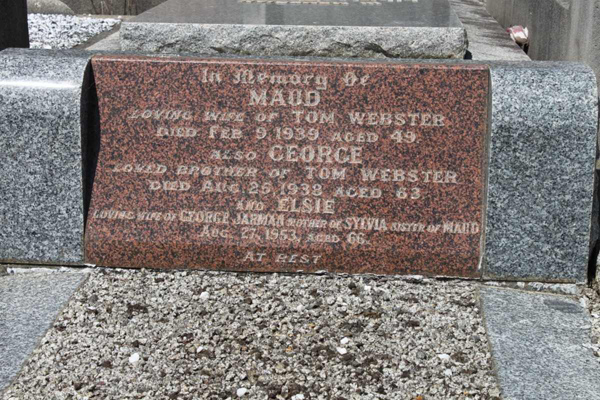 In Memory Of
MAUD
LOVING WIFE OF TOM WEBSTER
DIED FEB 9, 1939, AGED 49.
ALSO GEORGE
LOVED BROTHER OF TOM WEBSTER
DIED AUG 25, 1938, AGED 63
AND ELSIE
LOVING WIFE OF GEORGE JARMAN MOTHER OF SYLVIA SISTER OF MAUD
AUG. 27, 1953, AGED 66.
AT REST